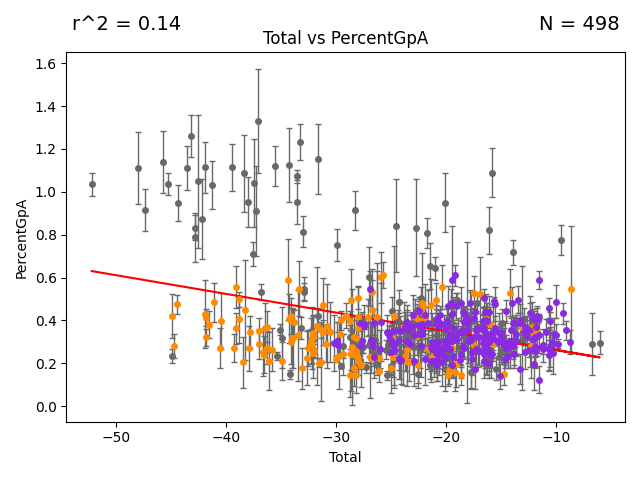 r^2 = 0.14
N = 498
Total vs PercentGpA
1.6
1.4
1.2
1.0
0.8
0.6
0.4
0.2
0.0
PercentGpA
−50
−40
−30
−20
−10
Total